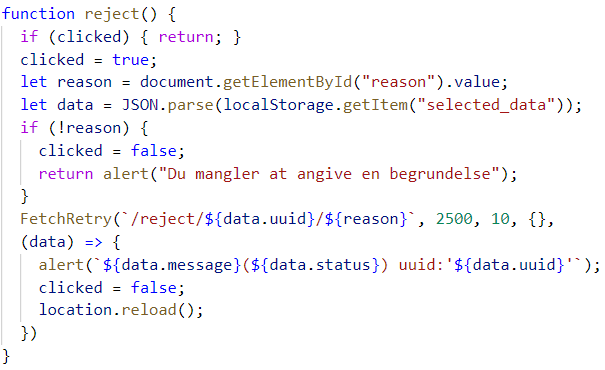 function reject() {
  if (clicked) { return; }
  clicked = true;
  let reason = document.getElementById("reason").value;
  let data = JSON.parse(localStorage.getItem("selected_data"));
  if (!reason) {
    clicked = false;
    return alert("Du mangler at angive en begrundelse");
  }
  FetchRetry(`/reject/${data.uuid}/${reason}`, 2500, 10, {},
  (data) => {
    alert(`${data.message}(${data.status}) uuid:'${data.uuid}'`);
    clicked = false;
    location.reload();
  })
}